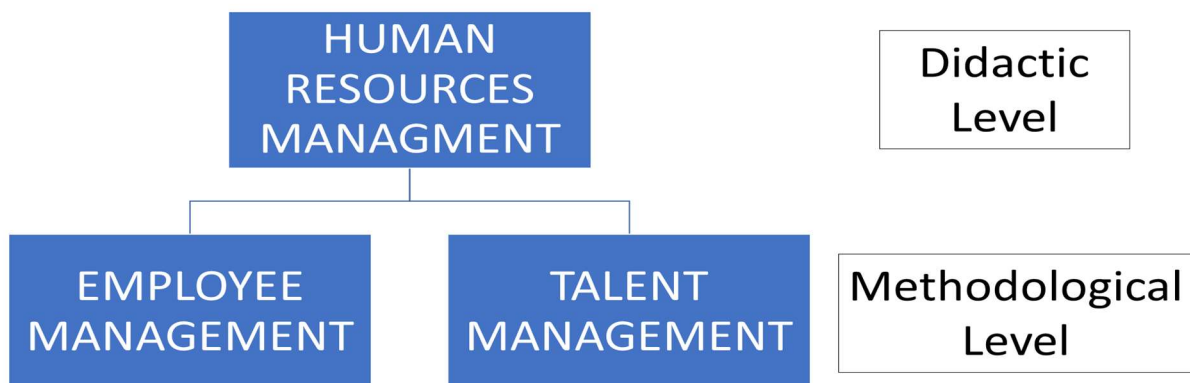 HUMAN
RESOURCES
MANAGMENT
Didactic
Level
EMPLOYEE
MANAGEMENT
TALENT
MANAGEMENT
Methodological
Level